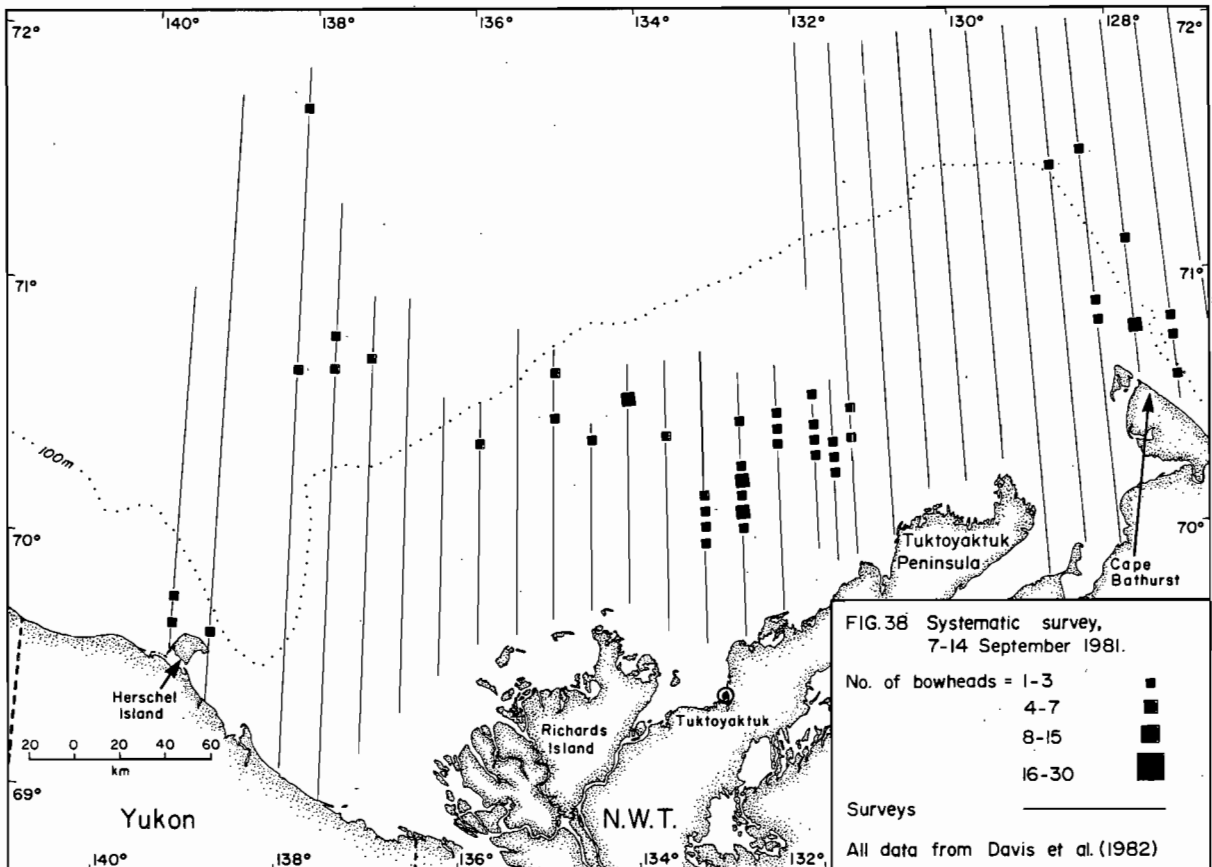 140° 138° 136° 134° 132° 130° 128°
72° 72°
71° 71°
100m
70° 70°
Tuktoyaktuk
Peninsula
Cape
Bathurst
Herschel
Island
Richards
Island
Tuktoyaktuk
20 0 20 40 60
km
69°
Yukon N.W.T.
140° 138° 136° 134° 132°
FIG.38 Systematic survey,
7-14 September 1981.
No. of bowheads = 1-3
4-7
8-15
16-30
Surveys
All data from Davis et al. (1982)